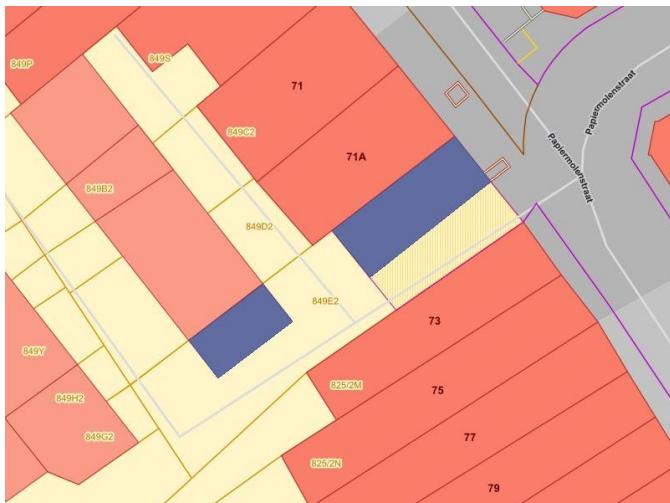 849P
849S
71
Papiermolenstraat
Papiermolenstraat
849C2
71A
849B2
849D2
849E2
73
849Y
825/2M
75
849H2
849G2
77
825/2N
79